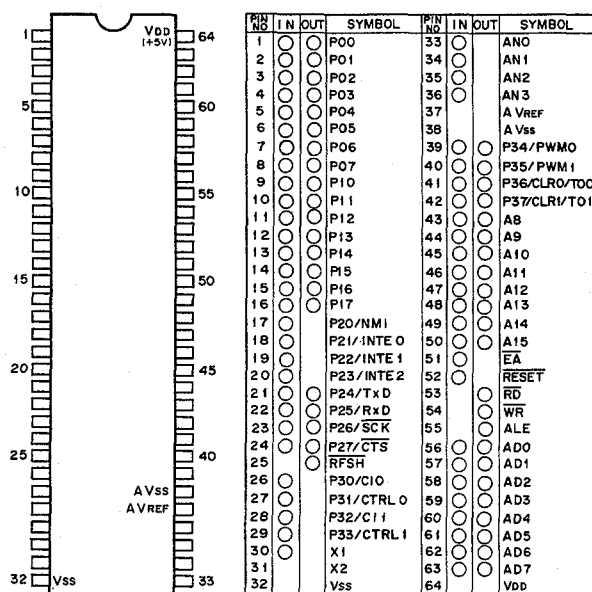 1 VDD 64
(+5V)
5 60
10 55
15 50
20 45
25 40
AVSS
AVREF
32 VSS 33
PIN NO IN OUT SYMBOL PIN NO IN OUT SYMBOL
1 P00 33 AN0
2 P01 34 AN1
3 P02 35 AN2
4 P03 36 AN3
5 P04 37 AVREF
6 P05 38 AVSS
7 P06 39 P34/PWM0
8 P07 40 P35/PWM1
9 P10 41 P36/CLR0/TO0
10 P11 42 P37/CLR1/TO1
11 P12 43 A8
12 P13 44 A9
13 P14 45 A10
14 P15 46 A11
15 P16 47 A12
16 P17 48 A13
17 P20/NMI 49 A14
18 P21/INTE0 50 A15
19 P22/INTE1 51 EA
20 P23/INTE2 52 RESET
21 P24/TxD 53 RD
22 P25/RxD 54 WR
23 P26/SCK 55 ALE
24 P27/CTS 56 AD0
25 RFSH 57 AD1
26 P30/CI0 58 AD2
27 P31/CTRL0 59 AD3
28 P32/CI1 60 AD4
29 P33/CTRL1 61 AD5
30 X1 62 AD6
31 X2 63 AD7
32 VSS 64 VDD